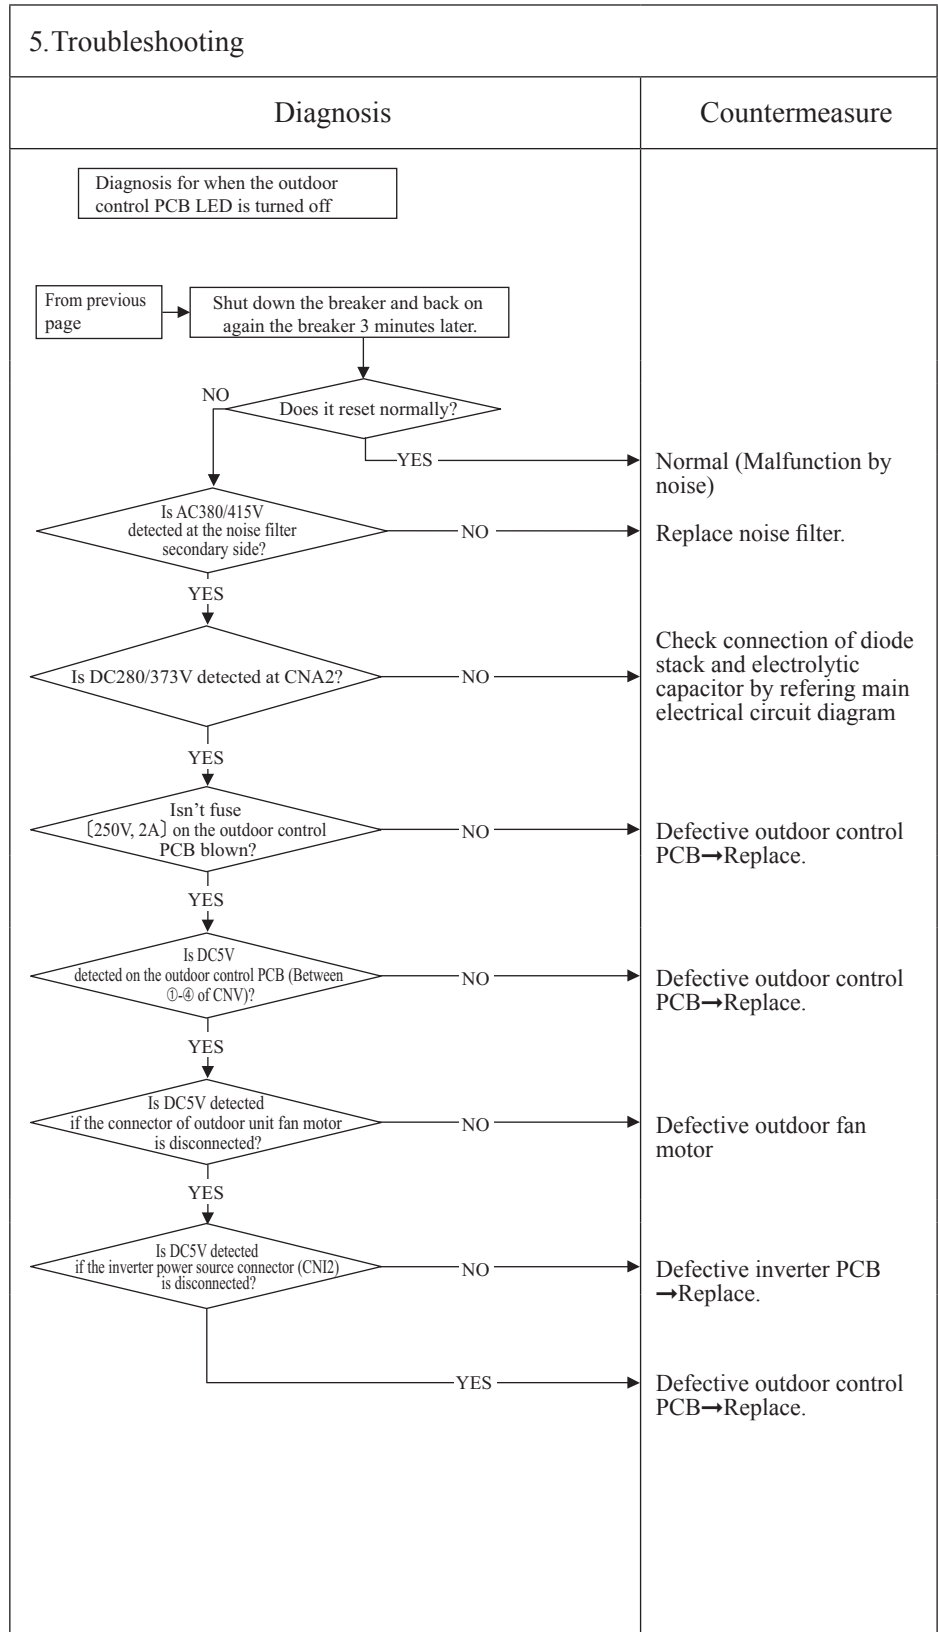 5.Troubleshooting
Diagnosis
Countermeasure
Diagnosis for when the outdoor
control PCB LED is turned off
From previous
page
Shut down the breaker and back on
again the breaker 3 minutes later.
NO
Does it reset normally?
YES
Normal (Malfunction by
noise)
Is AC380/415V
detected at the noise filter
secondary side?
NO
Replace noise filter.
YES
Is DC280/373V detected at CNA2?
NO
Check connection of diode
stack and electrolytic
capacitor by refering main
electrical circuit diagram
YES
Isn’t fuse
〔250V, 2A〕on the outdoor control
PCB blown?
NO
Defective outdoor control
PCB→Replace.
YES
Is DC5V
detected on the outdoor control PCB (Between
①-④ of CNV)?
NO
Defective outdoor control
PCB→Replace.
YES
Is DC5V detected
if the connector of outdoor unit fan motor
is disconnected?
NO
Defective outdoor fan
motor
YES
Is DC5V detected
if the inverter power source connector (CNI2)
is disconnected?
NO
Defective inverter PCB
→Replace.
YES
Defective outdoor control
PCB→Replace.